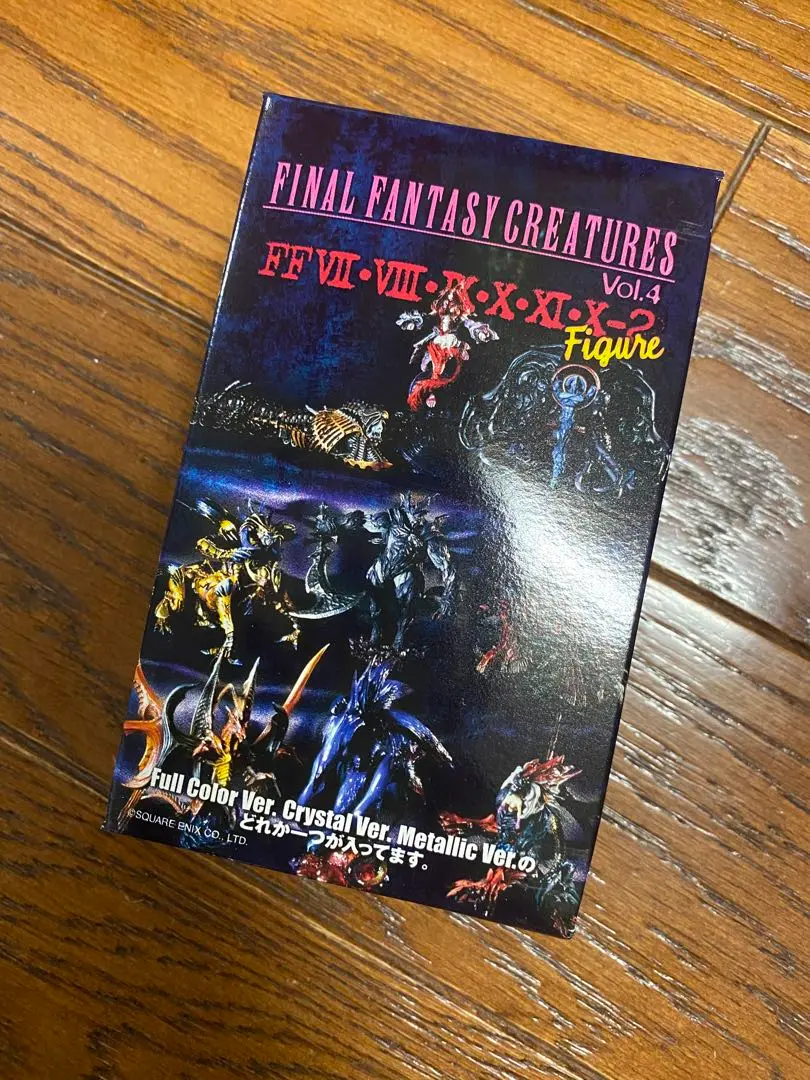 FINAL FANTASY CREATURES
Vol.4
FF VII・VIII・IX・X・XI・X-2
Figure
Full Color Ver. Crystal Ver. Metallic Ver.の
どれか一つが入ってます。
©SQUARE ENIX CO., LTD.